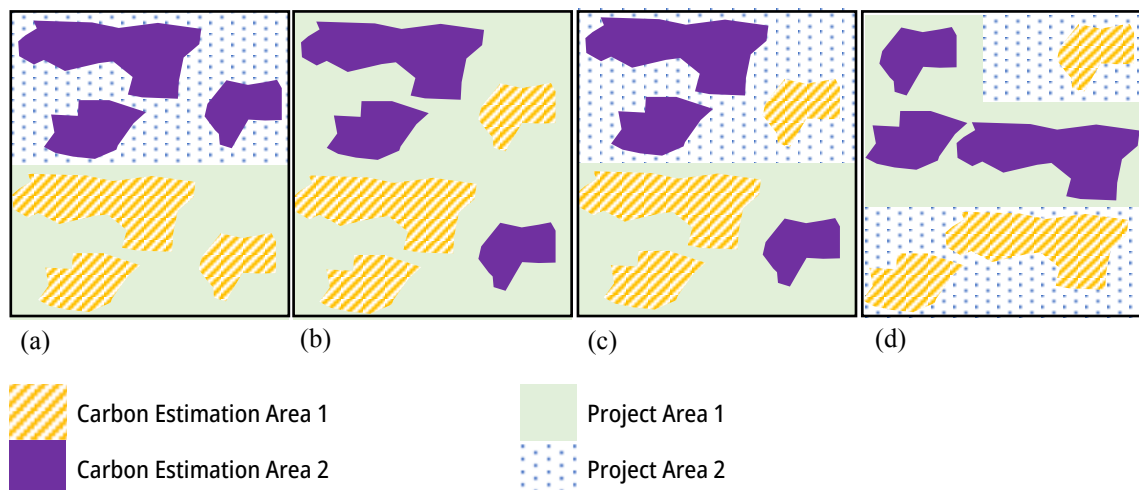 (a) (b) (c) (d)
Carbon Estimation Area 1 Project Area 1
Carbon Estimation Area 2 Project Area 2